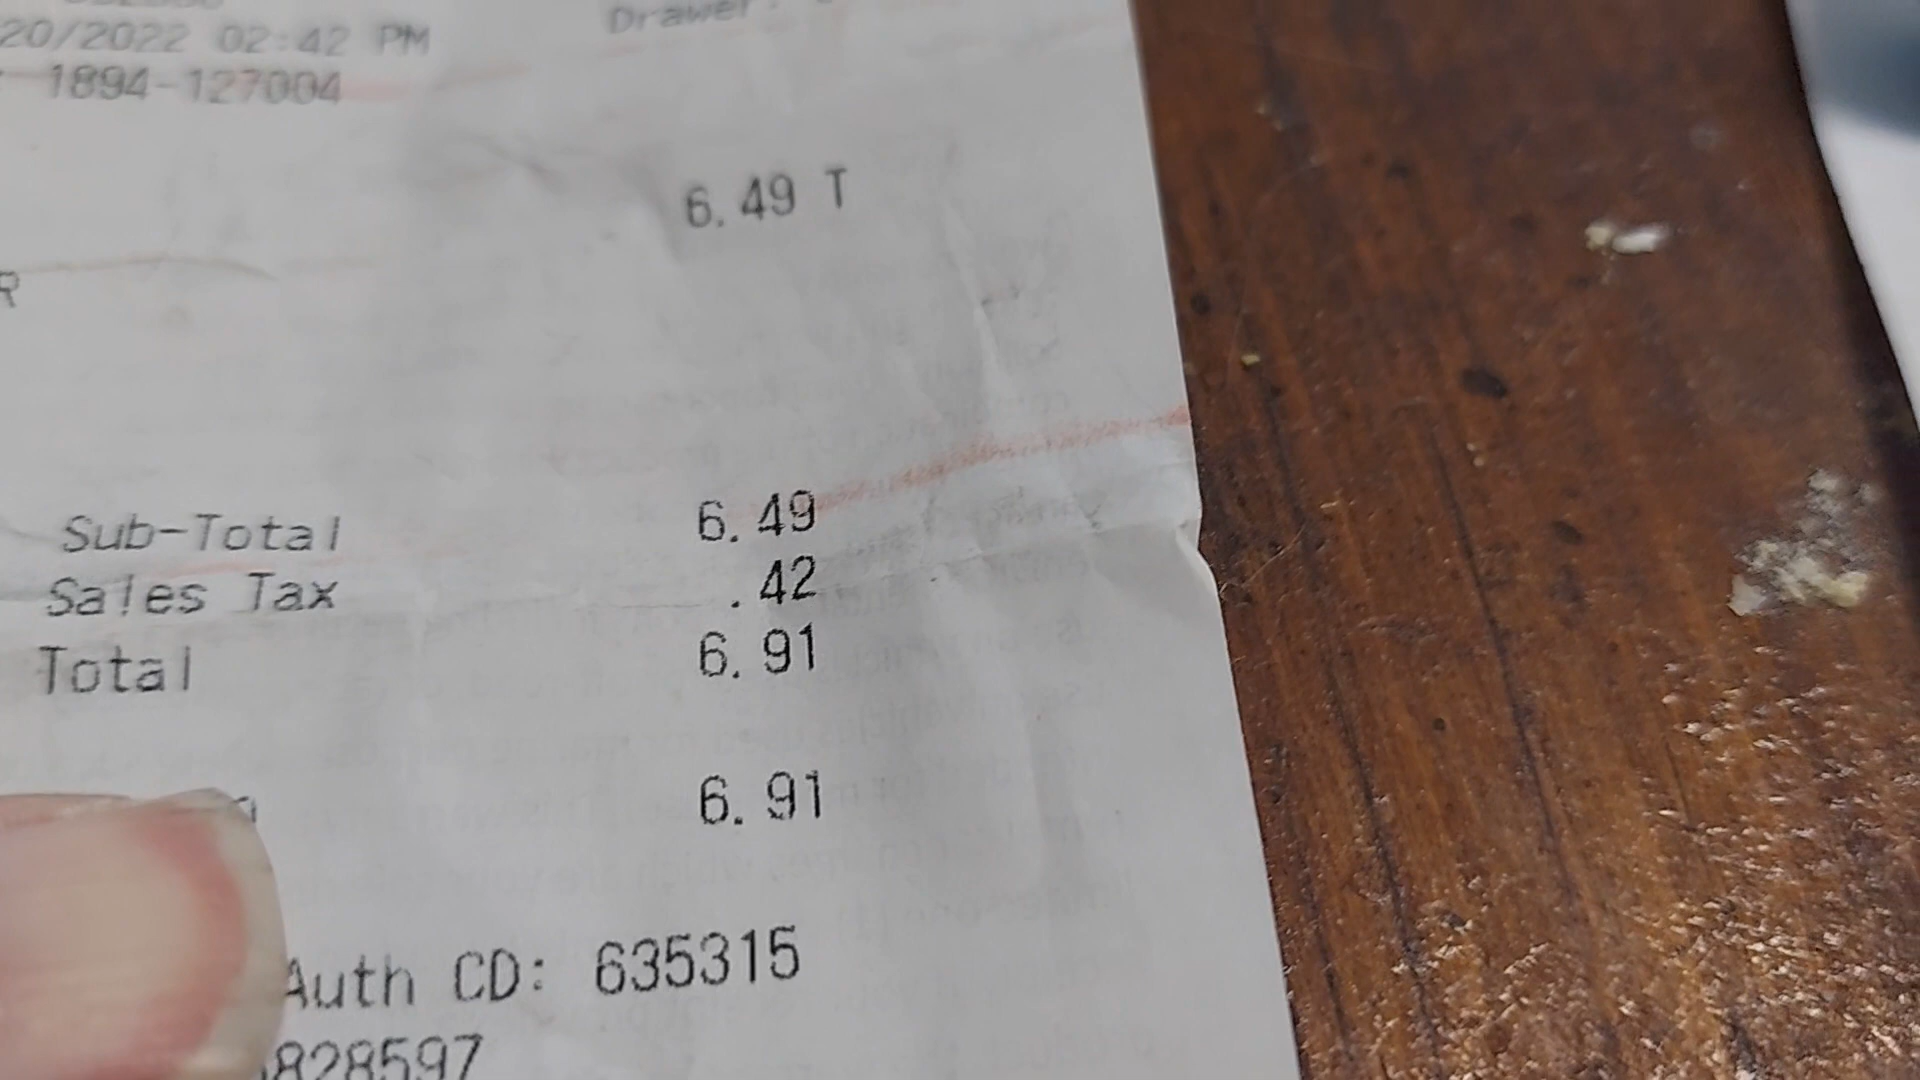 20/2022 02:42 PM
Drawer:
1894-127004
6.49 T
R
Sub-Total 6.49
Sales Tax .42
Total 6.91
6.91
Auth CD: 635315
828597